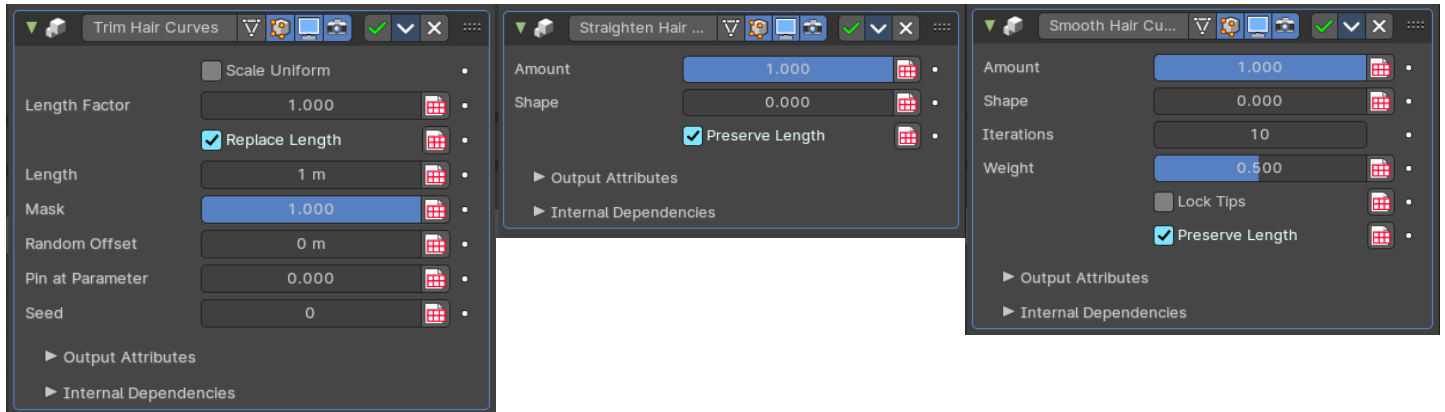 Trim Hair Curves
Scale Uniform
Length Factor 1.000
Replace Length
Length 1 m
Mask 1.000
Random Offset 0 m
Pin at Parameter 0.000
Seed 0
Output Attributes
Internal Dependencies
Straighten Hair ...
Amount 1.000
Shape 0.000
Preserve Length
Output Attributes
Internal Dependencies
Smooth Hair Cu...
Amount 1.000
Shape 0.000
Iterations 10
Weight 0.500
Lock Tips
Preserve Length
Output Attributes
Internal Dependencies